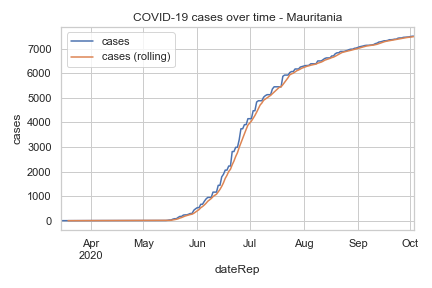 COVID-19 cases over time - Mauritania
cases
cases (rolling)
7000
6000
5000
4000
3000
2000
1000
0
cases
Apr
2020
May
Jun
Jul
Aug
Sep
Oct
dateRep